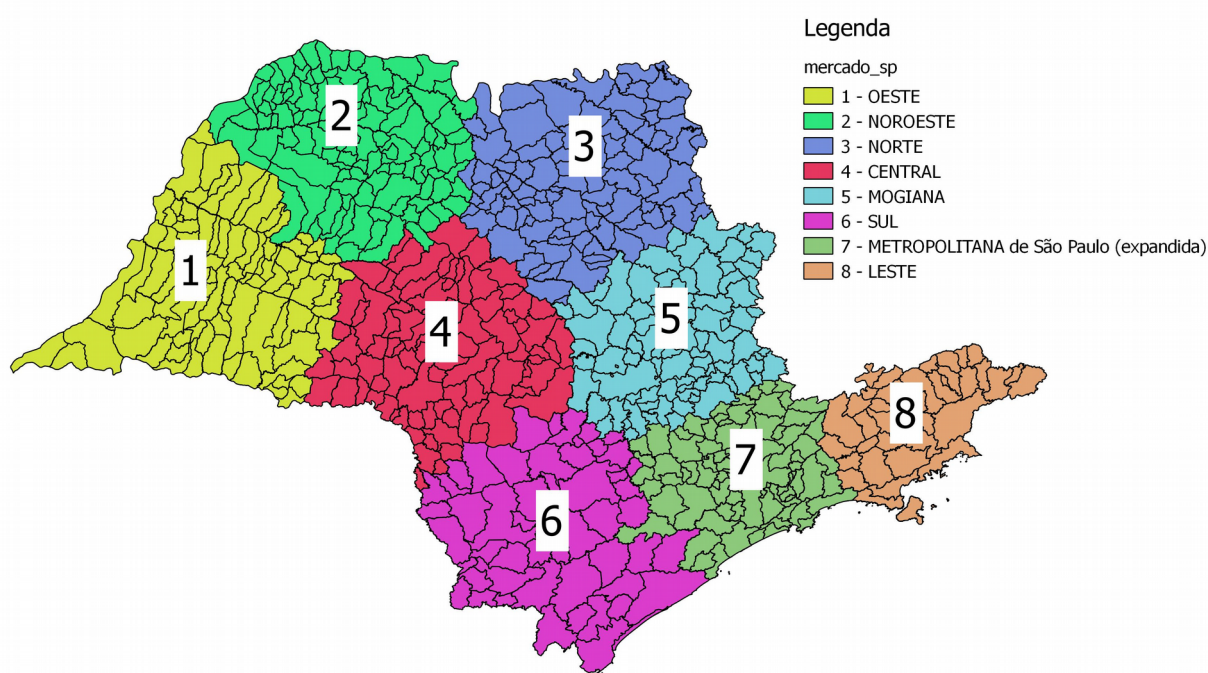 Legenda
mercado_sp
1 - OESTE
2 - NOROESTE
3 - NORTE
4 - CENTRAL
5 - MOGIANA
6 - SUL
7 - METROPOLITANA de São Paulo (expandida)
8 - LESTE
2
3
1
4
5
8
7
6